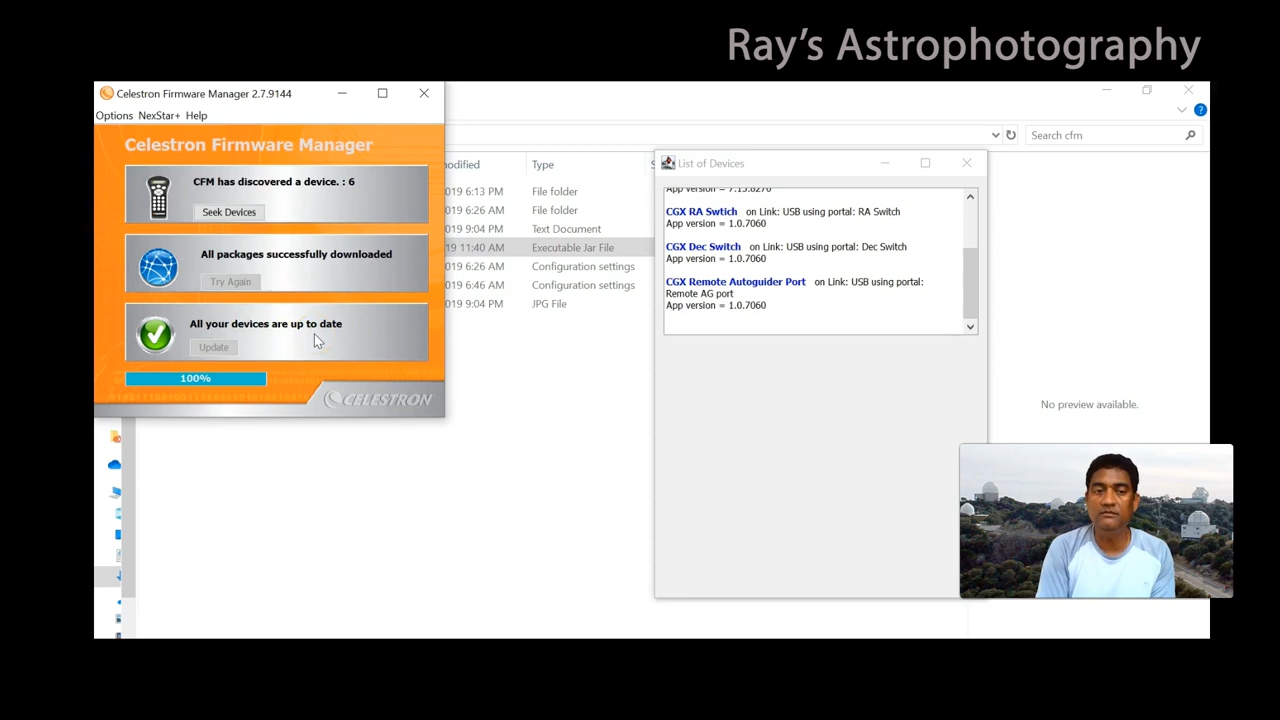 Ray's Astrophotography
Celestron Firmware Manager 2.7.9144
Options NexStar+ Help
Celestron Firmware Manager
CFM has discovered a device. : 6
Seek Devices
All packages successfully downloaded
Try Again
All your devices are up to date
Update
100%
CELESTRON
Search cfm
odified Type
019 6:13 PM File folder
019 6:26 AM File folder
019 9:04 PM Text Document
19 11:40 AM Executable Jar File
019 6:26 AM Configuration settings
019 6:46 AM Configuration settings
019 9:04 PM JPG File
List of Devices
App version = 7.15.8270
CGX RA Swtich on Link: USB using portal: RA Switch
App version = 1.0.7060
CGX Dec Switch on Link: USB using portal: Dec Switch
App version = 1.0.7060
CGX Remote Autoguider Port on Link: USB using portal:
Remote AG port
App version = 1.0.7060
No preview available.